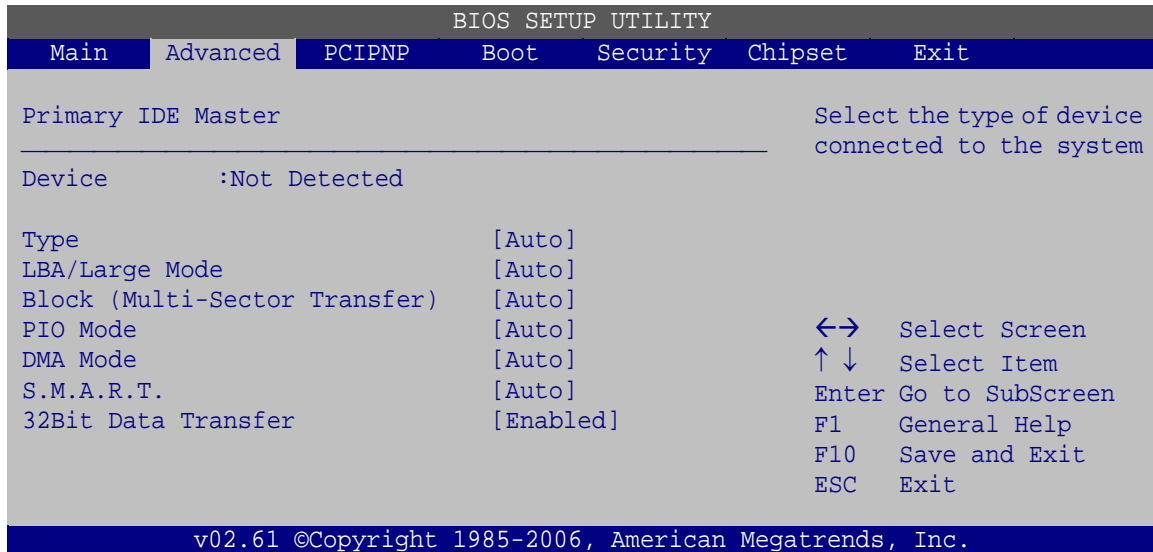 BIOS SETUP UTILITY
Main Advanced PCIPNP Boot Security Chipset Exit
Primary IDE Master
Device :Not Detected
Type [Auto]
LBA/Large Mode [Auto]
Block (Multi-Sector Transfer) [Auto]
PIO Mode [Auto]
DMA Mode [Auto]
S.M.A.R.T. [Auto]
32Bit Data Transfer [Enabled]
Select the type of device
connected to the system
←→ Select Screen
↑ ↓ Select Item
Enter Go to SubScreen
F1 General Help
F10 Save and Exit
ESC Exit
v02.61 ©Copyright 1985-2006, American Megatrends, Inc.